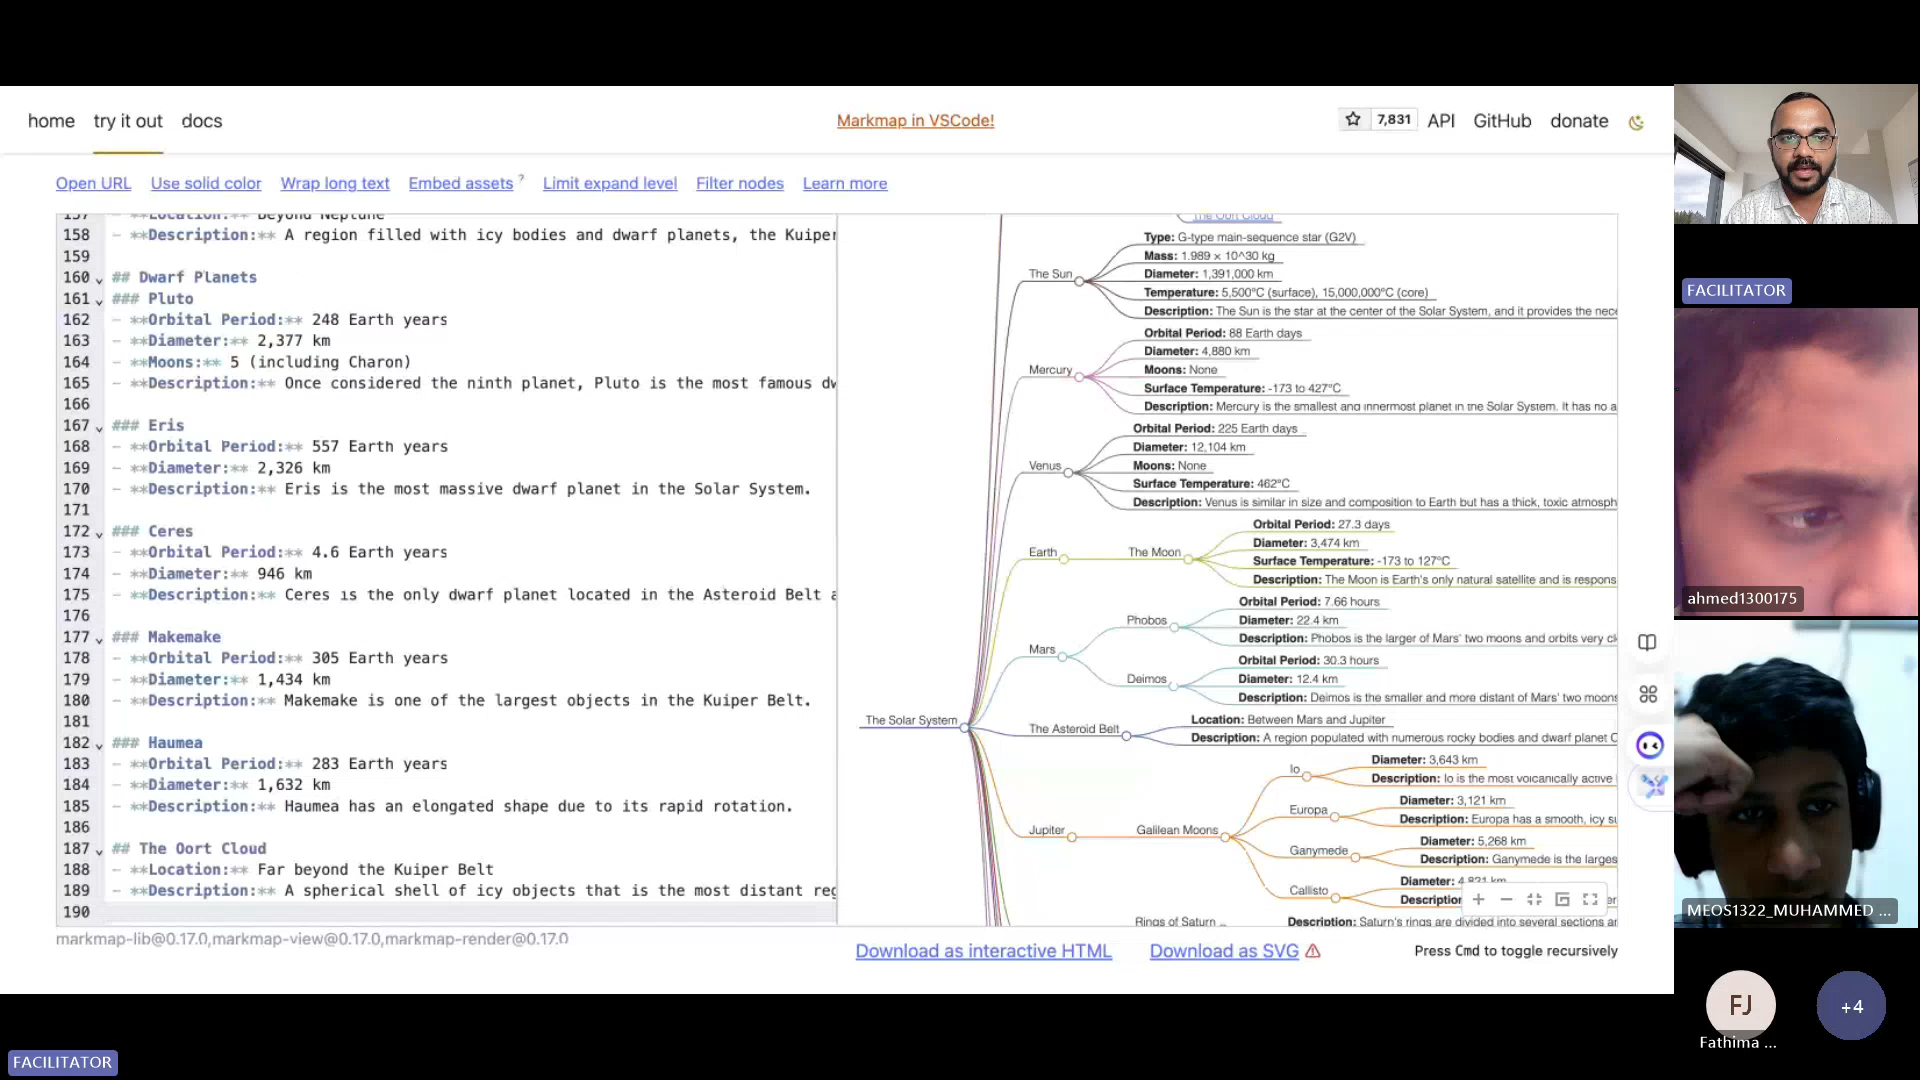 home try it out docs
Markmap in VSCode!
7,831 API GitHub donate
Open URL Use solid color Wrap long text Embed assets ? Limit expand level Filter nodes Learn more
157 - **Location:** Beyond Neptune
158 - **Description:** A region filled with icy bodies and dwarf planets, the Kuiper
159
160 ## Dwarf Planets
161 ### Pluto
162 - **Orbital Period:** 248 Earth years
163 - **Diameter:** 2,377 km
164 - **Moons:** 5 (including Charon)
165 - **Description:** Once considered the ninth planet, Pluto is the most famous dw
166
167 ### Eris
168 - **Orbital Period:** 557 Earth years
169 - **Diameter:** 2,326 km
170 - **Description:** Eris is the most massive dwarf planet in the Solar System.
171
172 ### Ceres
173 - **Orbital Period:** 4.6 Earth years
174 - **Diameter:** 946 km
175 - **Description:** Ceres is the only dwarf planet located in the Asteroid Belt a
176
177 ### Makemake
178 - **Orbital Period:** 305 Earth years
179 - **Diameter:** 1,434 km
180 - **Description:** Makemake is one of the largest objects in the Kuiper Belt.
181
182 ### Haumea
183 - **Orbital Period:** 283 Earth years
184 - **Diameter:** 1,632 km
185 - **Description:** Haumea has an elongated shape due to its rapid rotation.
186
187 ## The Oort Cloud
188 - **Location:** Far beyond the Kuiper Belt
189 - **Description:** A spherical shell of icy objects that is the most distant reg
190
markmap-lib@0.17.0,markmap-view@0.17.0,markmap-render@0.17.0
The Solar System
The Oort Cloud
The Sun
Type: G-type main-sequence star (G2V)
Mass: 1.989 × 10^30 kg
Diameter: 1,391,000 km
Temperature: 5,500°C (surface), 15,000,000°C (core)
Description: The Sun is the star at the center of the Solar System, and it provides the nece
Mercury
Orbital Period: 88 Earth days
Diameter: 4,880 km
Moons: None
Surface Temperature: -173 to 427°C
Description: Mercury is the smallest and innermost planet in the Solar System. It has no a
Venus
Orbital Period: 225 Earth days
Diameter: 12,104 km
Moons: None
Surface Temperature: 462°C
Description: Venus is similar in size and composition to Earth but has a thick, toxic atmosph
Earth
The Moon
Orbital Period: 27.3 days
Diameter: 3,474 km
Surface Temperature: -173 to 127°C
Description: The Moon is Earth's only natural satellite and is respons
Mars
Phobos
Orbital Period: 7.66 hours
Diameter: 22.4 km
Description: Phobos is the larger of Mars' two moons and orbits very cl
Deimos
Orbital Period: 30.3 hours
Diameter: 12.4 km
Description: Deimos is the smaller and more distant of Mars' two moons
The Asteroid Belt
Location: Between Mars and Jupiter
Description: A region populated with numerous rocky bodies and dwarf planet C
Jupiter
Galilean Moons
Io
Diameter: 3,643 km
Description: Io is the most volcanically active
Europa
Diameter: 3,121 km
Description: Europa has a smooth, icy su
Ganymede
Diameter: 5,268 km
Description: Ganymede is the larges
Callisto
Diameter: 4,821 km
Description
Rings of Saturn
Description: Saturn's rings are divided into several sections ar
Download as interactive HTML Download as SVG
Press Cmd to toggle recursively
FACILITATOR
ahmed1300175
MEOS1322_MUHAMMED ...
FJ
Fathima ...
+4
FACILITATOR